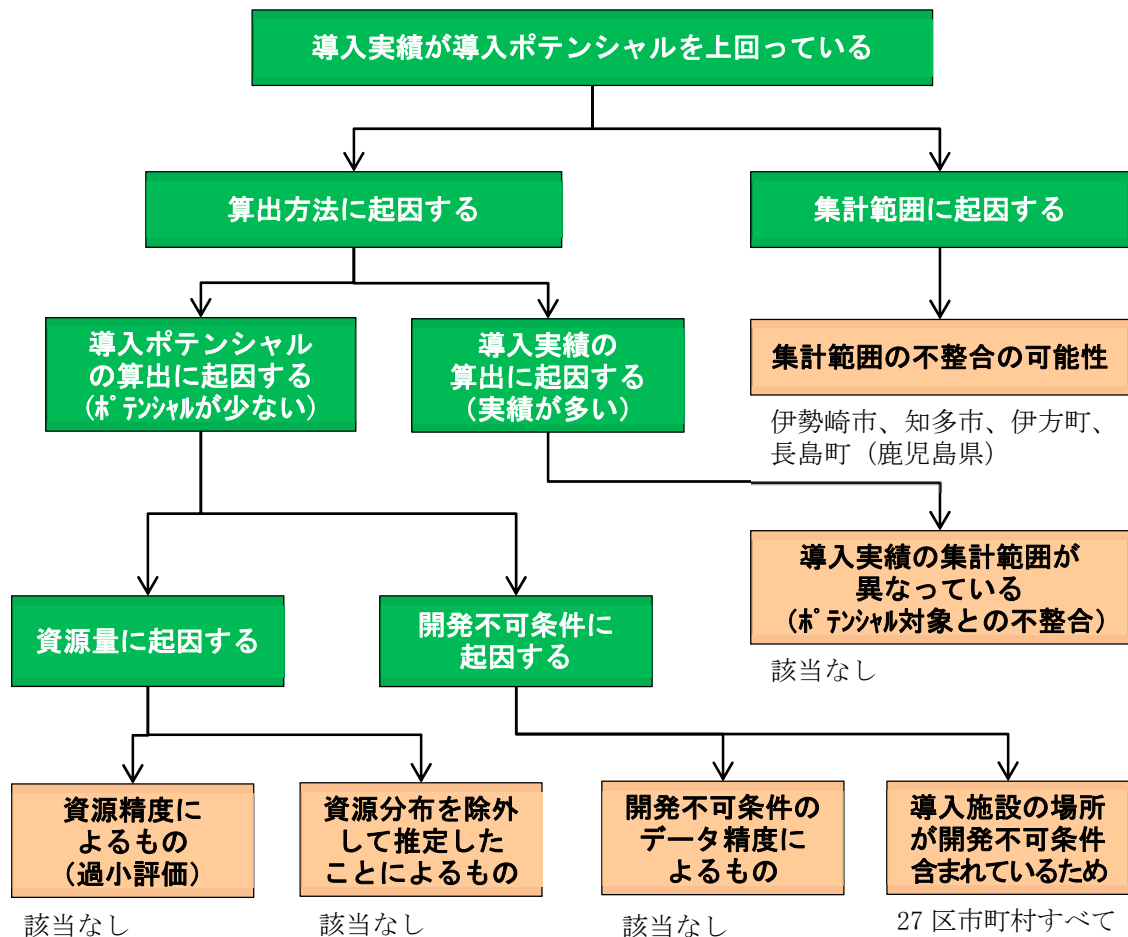 導入実績が導入ポテンシャルを上回っている
算出方法に起因する
集計範囲に起因する
導入ポテンシャル
の算出に起因する
（ﾎﾟﾃﾝｼｬﾙが少ない）
導入実績の
算出に起因する
（実績が多い）
集計範囲の不整合の可能性
伊勢崎市、知多市、伊方町、
長島町（鹿児島県）
導入実績の集計範囲が
異なっている
（ﾎﾟﾃﾝｼｬﾙ対象との不整合）
該当なし
資源量に起因する
開発不可条件に
起因する
資源精度に
よるもの
（過小評価）
該当なし
資源分布を除外
して推定した
ことによるもの
該当なし
開発不可条件の
データ精度に
よるもの
該当なし
導入施設の場所
が開発不可条件
含まれているため
27 区市町村すべて